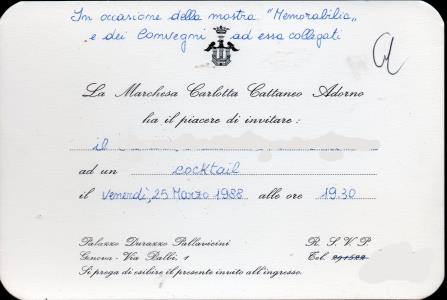 In occasione della mostra "Memorabilia"
e dei Convegni ad essa collegati
La Marchesa Carlotta Cattaneo Adorno
ha il piacere di invitare:
il
ad un cocktail
il Venerdì, 25 Marzo 1988 alle ore 19.30
Palazzo Durazzo Pallavicini
Genova - Via Balbi, 1
Si prega di esibire il presente invito all'ingresso.
R. S. V. P
Tel.